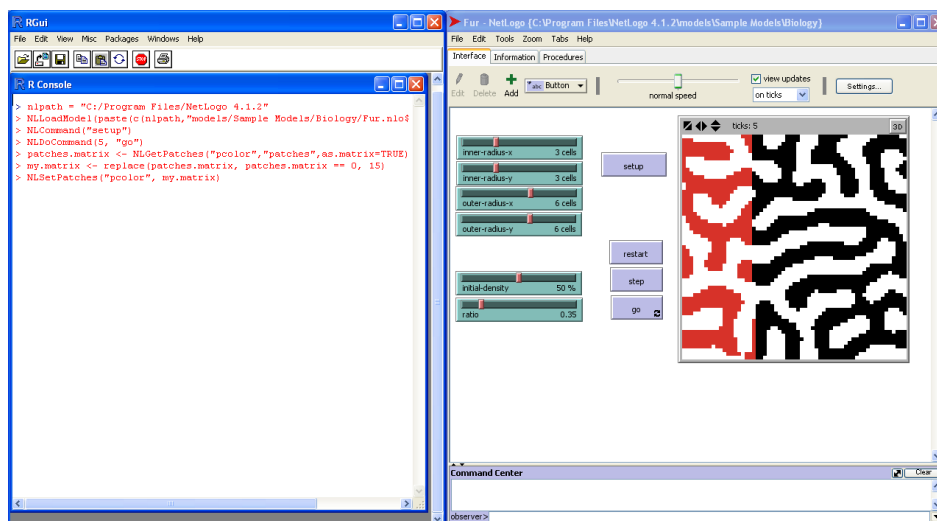 RGui
File Edit View Misc Packages Windows Help
STOP
R Console
> nlpath = "C:/Program Files/NetLogo 4.1.2"
> NLLoadModel(paste(c(nlpath,"models/Sample Models/Biology/Fur.nlo$
> NLCommand("setup")
> NLDoCommand(5, "go")
> patches.matrix <- NLGetPatches("pcolor","patches",as.matrix=TRUE)
> my.matrix <- replace(patches.matrix, patches.matrix == 0, 15)
> NLSetPatches("pcolor", my.matrix)
Fur - NetLogo {C:\Program Files\NetLogo 4.1.2\models\Sample Models\Biology}
File Edit Tools Zoom Tabs Help
Interface Information Procedures
Edit Delete Add abc Button normal speed view updates on ticks Settings...
ticks: 5 3D
inner-radius-x 3 cells
inner-radius-y 3 cells
outer-radius-x 6 cells
outer-radius-y 6 cells
initial-density 50 %
ratio 0.35
setup
restart
step
go
Command Center Clear
observer>